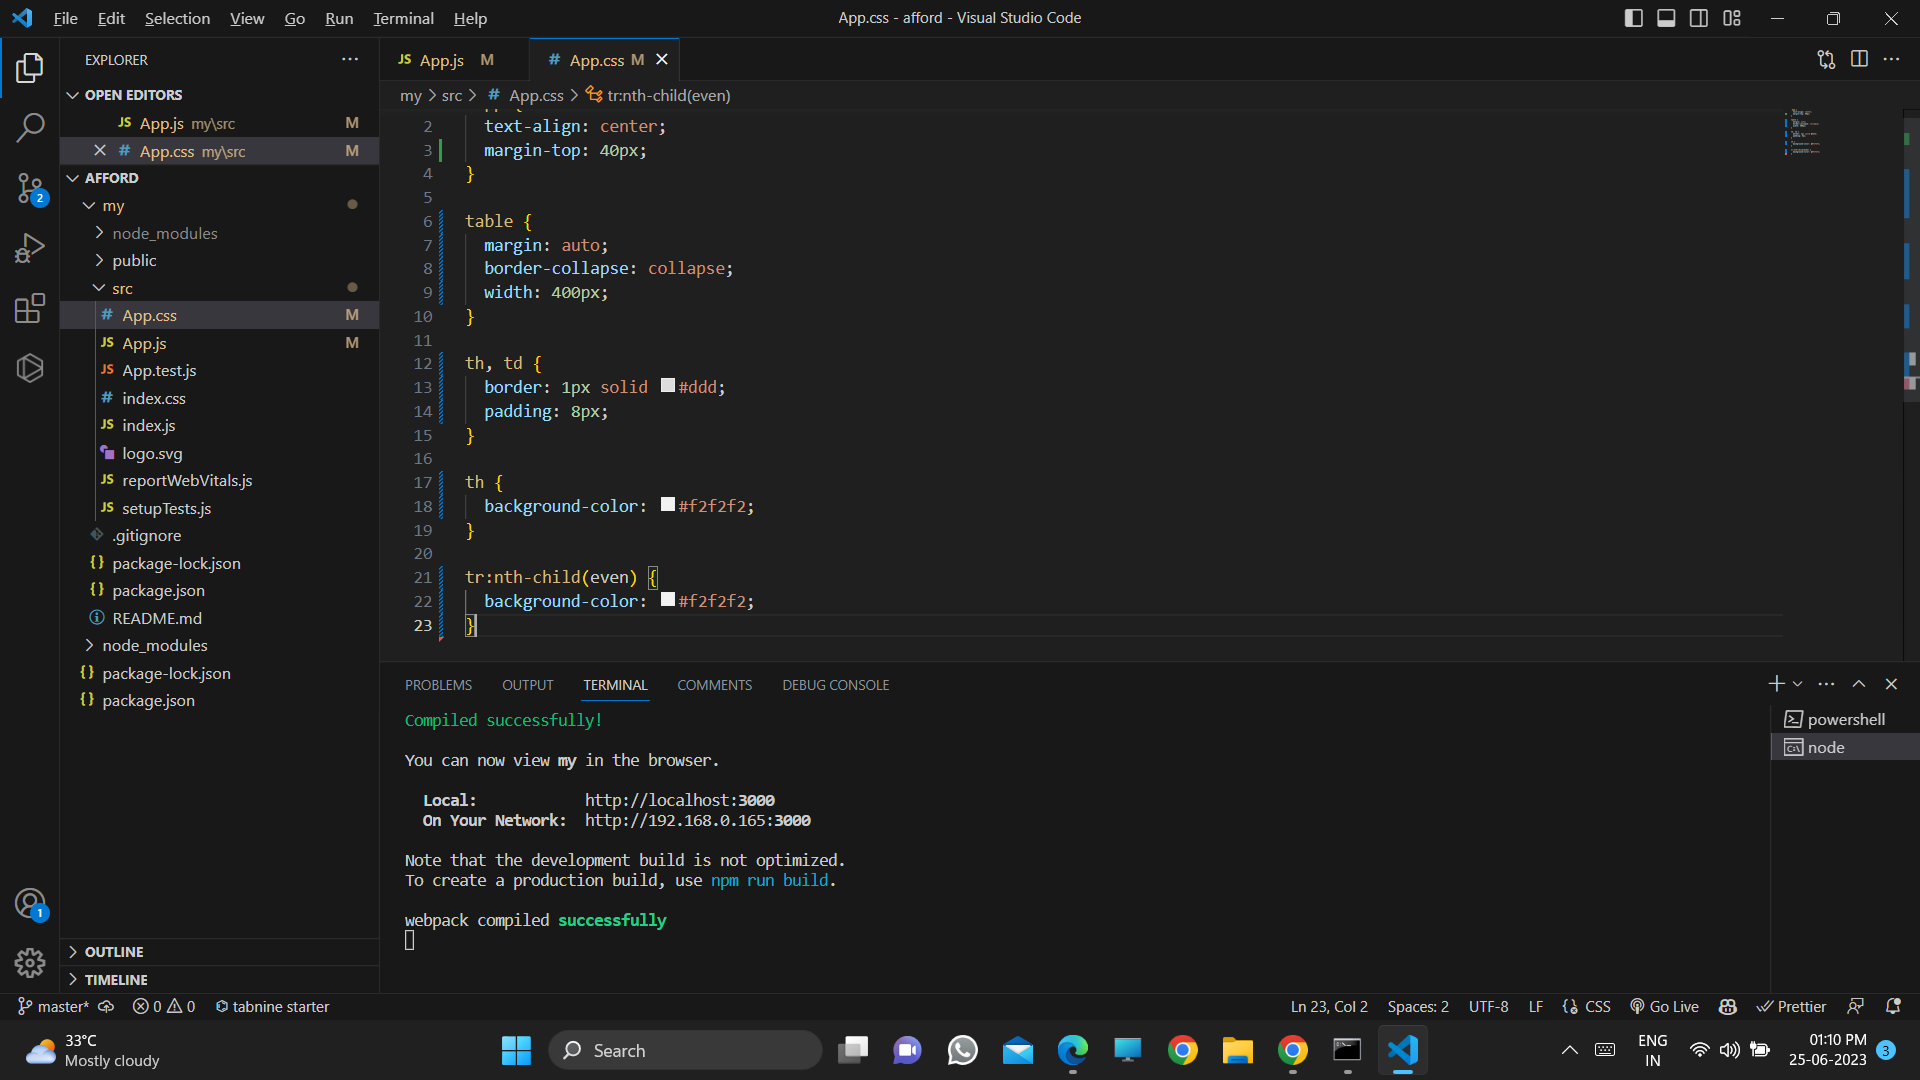 File Edit Selection View Go Run Terminal Help
App.css - afford - Visual Studio Code
EXPLORER
OPEN EDITORS
JS App.js my\src M
# App.css my\src M
AFFORD
my
node_modules
public
src
# App.css M
JS App.js M
JS App.test.js
# index.css
JS index.js
logo.svg
JS reportWebVitals.js
JS setupTests.js
.gitignore
{} package-lock.json
{} package.json
README.md
node_modules
{} package-lock.json
{} package.json
OUTLINE
TIMELINE
2
1
JS App.js M
# App.css M
my > src > # App.css > tr:nth-child(even)
2 text-align: center;
3 margin-top: 40px;
4 }
5
6 table {
7 margin: auto;
8 border-collapse: collapse;
9 width: 400px;
10 }
11
12 th, td {
13 border: 1px solid #ddd;
14 padding: 8px;
15 }
16
17 th {
18 background-color: #f2f2f2;
19 }
20
21 tr:nth-child(even) {
22 background-color: #f2f2f2;
23 }
PROBLEMS OUTPUT TERMINAL COMMENTS DEBUG CONSOLE
Compiled successfully!
You can now view my in the browser.
Local: http://localhost:3000
On Your Network: http://192.168.0.165:3000
Note that the development build is not optimized.
To create a production build, use npm run build.
webpack compiled successfully
powershell
node
master* 0 0 tabnine starter
Ln 23, Col 2 Spaces: 2 UTF-8 LF CSS Go Live Prettier
33°C
Mostly cloudy
Search
ENG
IN
01:10 PM
25-06-2023
3